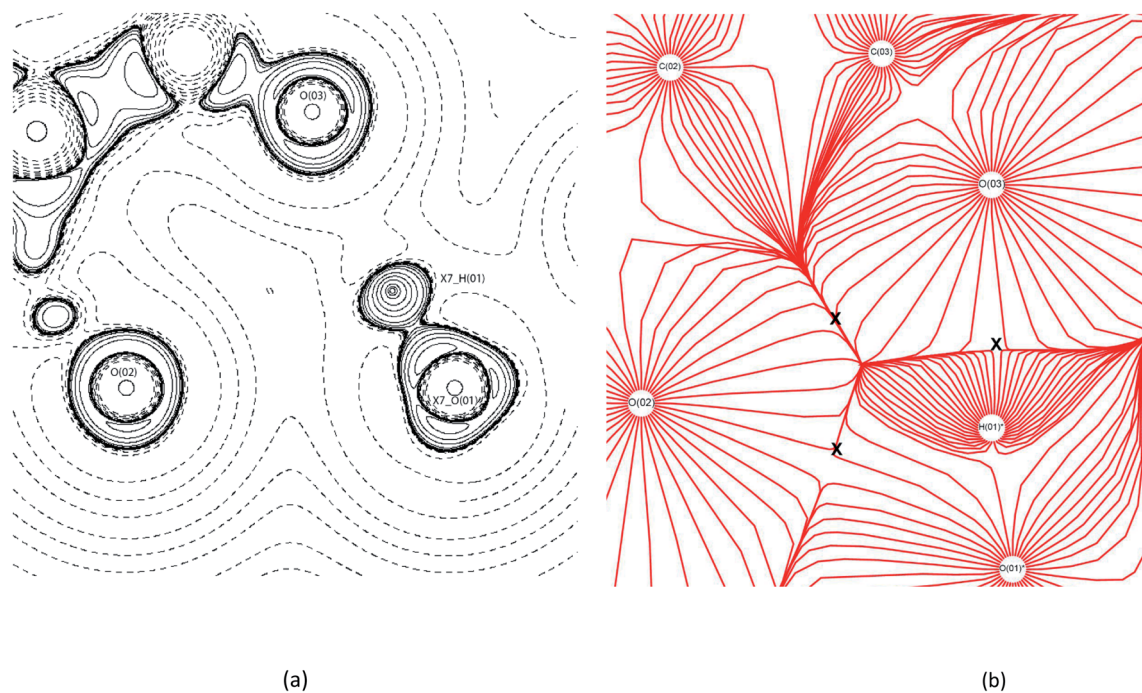 O(03)
X7_H(01)
O(02)
X7_O(01)
C(02)
C(03)
O(03)
X
X
O(02)
H(01)*
X
O(01)*
(a)
(b)